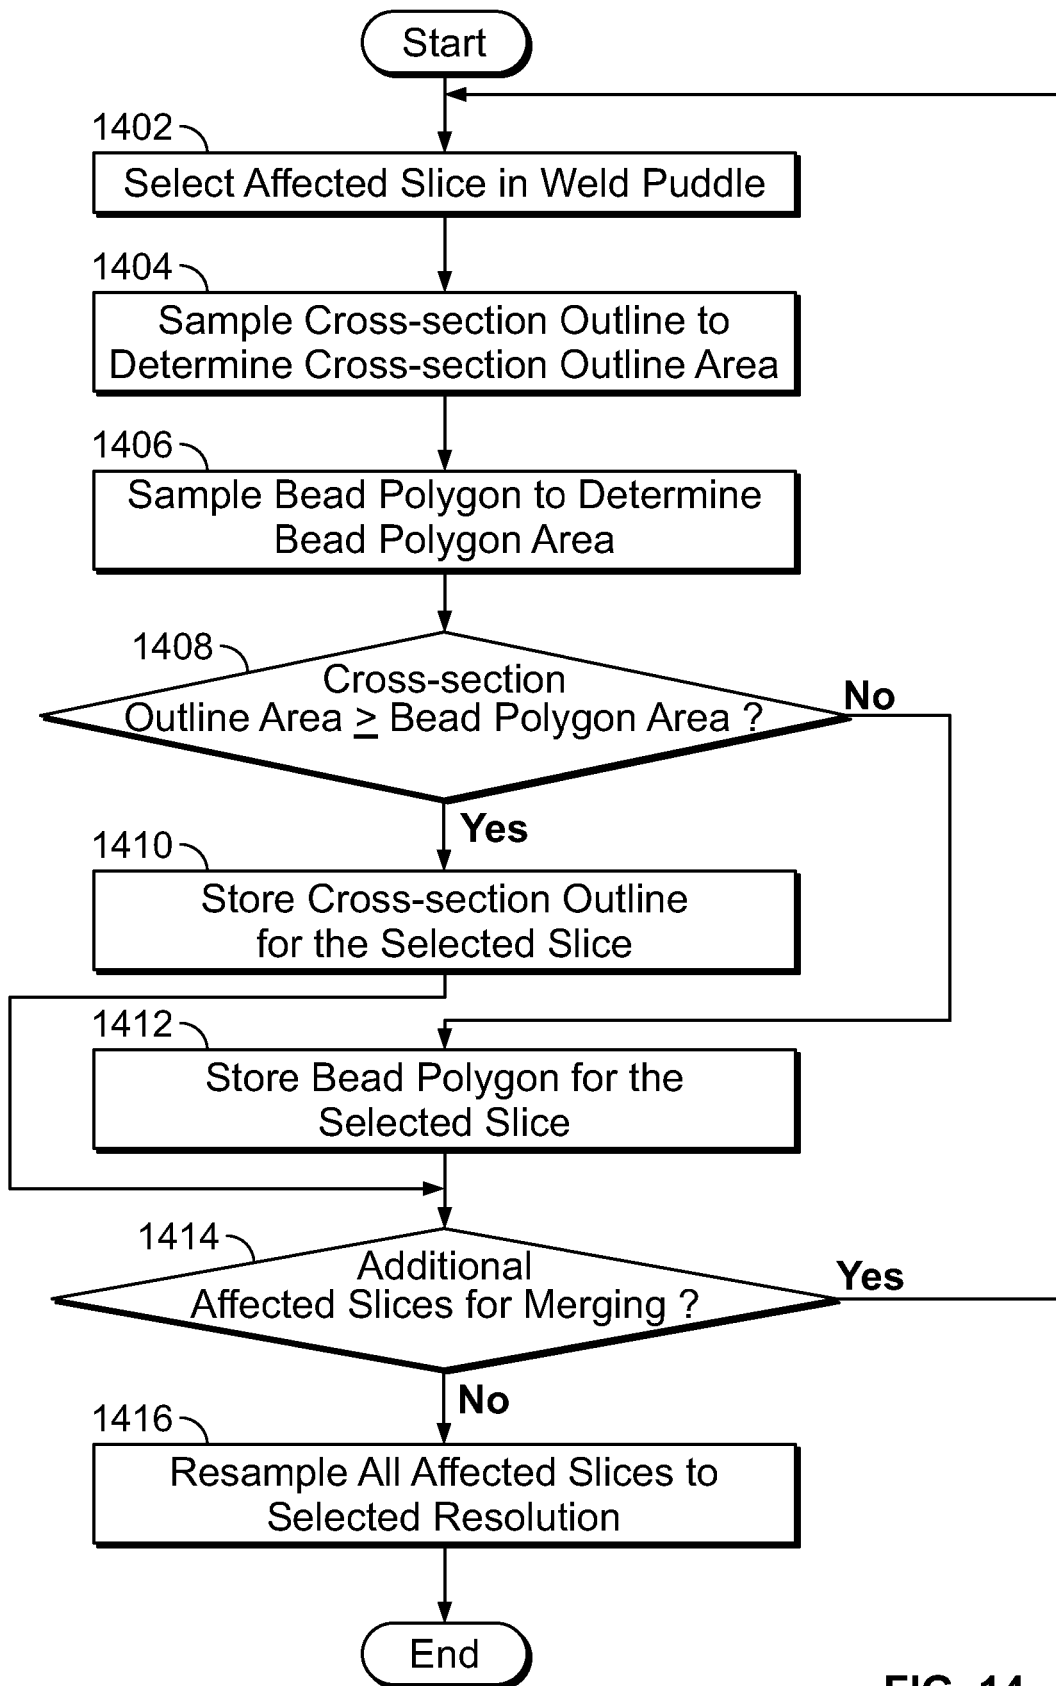 Start
1402
Select Affected Slice in Weld Puddle
1404
Sample Cross-section Outline to
Determine Cross-section Outline Area
1406
Sample Bead Polygon to Determine
Bead Polygon Area
1408
Cross-section
Outline Area ≥ Bead Polygon Area ?
No
Yes
1410
Store Cross-section Outline
for the Selected Slice
1412
Store Bead Polygon for the
Selected Slice
1414
Additional
Affected Slices for Merging ?
Yes
No
1416
Resample All Affected Slices to
Selected Resolution
End
FIG. 14